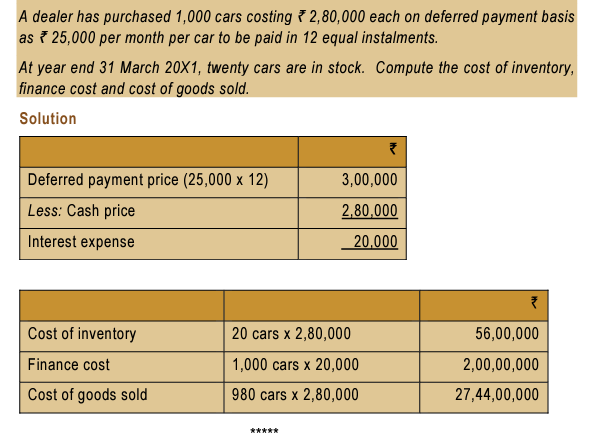 A dealer has purchased 1,000 cars costing ₹ 2,80,000 each on deferred payment basis
as ₹ 25,000 per month per car to be paid in 12 equal instalments.
At year end 31 March 20X1, twenty cars are in stock. Compute the cost of inventory,
finance cost and cost of goods sold.
Solution
₹
Deferred payment price (25,000 x 12) 3,00,000
Less: Cash price 2,80,000
Interest expense 20,000
₹
Cost of inventory 20 cars x 2,80,000 56,00,000
Finance cost 1,000 cars x 20,000 2,00,00,000
Cost of goods sold 980 cars x 2,80,000 27,44,00,000
*****